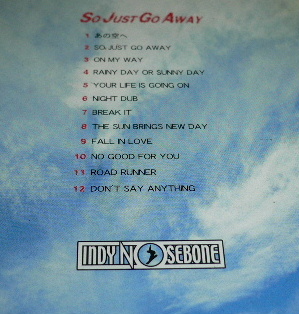 So Just Go Away
1 あの空へ
2 SO JUST GO AWAY
3 ON MY WAY
4 RAINY DAY OR SUNNY DAY
5 YOUR LIFE IS GOING ON
6 NIGHT DUB
7 BREAK IT
8 THE SUN BRINGS NEW DAY
9 FALL IN LOVE
10 NO GOOD FOR YOU
11 ROAD RUNNER
12 DON'T SAY ANYTHING
INDY N SEBONE